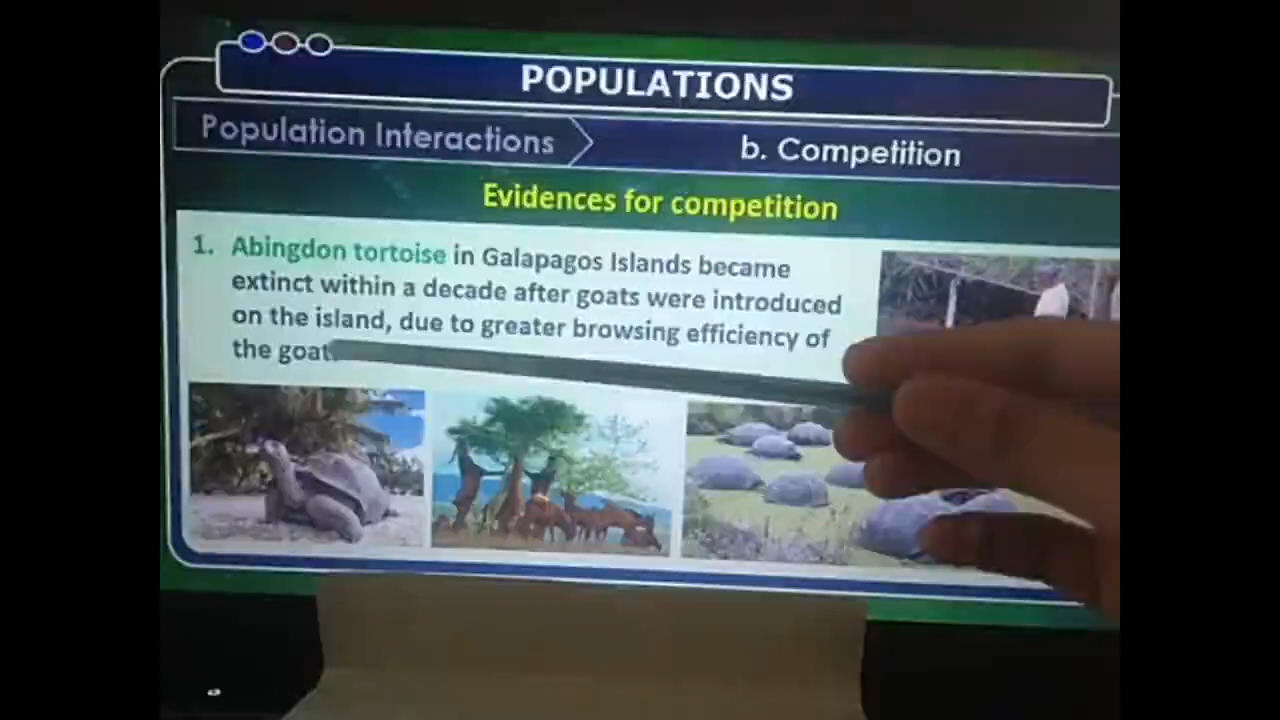 POPULATIONS
Population Interactions
b. Competition
Evidences for competition
1. Abingdon tortoise in Galapagos Islands became
extinct within a decade after goats were introduced
on the island, due to greater browsing efficiency of
the goat.